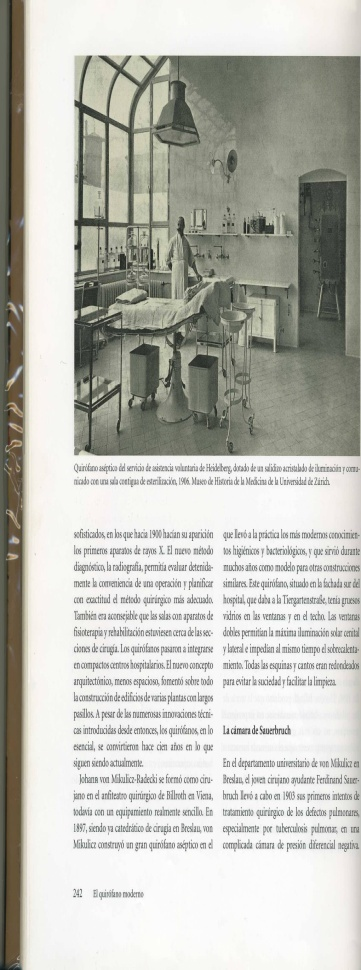 Quirófano aséptico del servicio de asistencia voluntaria de Heidelberg, dotado de un saledizo acristalado de iluminación y comu-
nicado con una sala contigua de esterilización, 1906. Museo de Historia de la Medicina de la Universidad de Zúrich.
sofisticados, en los que hacia 1900 hacían su aparición
los primeros aparatos de rayos X. El nuevo método
diagnóstico, la radiografía, permitía evaluar detenida-
mente la conveniencia de una operación y planificar
con exactitud el método quirúrgico más adecuado.
También era aconsejable que las salas con aparatos de
fisioterapia y rehabilitación estuviesen cerca de las sec-
ciones de cirugía. Los quirófanos pasaron a integrarse
en compactos centros hospitalarios. El nuevo concepto
arquitectónico, menos espacioso, fomentó sobre todo
la construcción de edificios de varias plantas con largos
pasillos. A pesar de las numerosas innovaciones técni-
cas introducidas desde entonces, los quirófanos, en lo
esencial, se convirtieron hace cien años en lo que
siguen siendo actualmente.
Johann von Mikulicz-Radecki se formó como ciru-
jano en el anfiteatro quirúrgico de Billroth en Viena,
todavía con un equipamiento realmente sencillo. En
1897, siendo ya catedrático de cirugía en Breslau, von
Mikulicz construyó un gran quirófano aséptico en el
que llevó a la práctica los más modernos conocimien-
tos higiénicos y bacteriológicos, y que sirvió durante
muchos años como modelo para otras construcciones
similares. Este quirófano, situado en la fachada sur del
hospital, que daba a la Tiergartenstraße, tenía gruesos
vidrios en las ventanas y en el techo. Las ventanas
dobles permitían la máxima iluminación solar cenital
y lateral e impedían al mismo tiempo el sobrecalenta-
miento. Todas las esquinas y cantos eran redondeados
para evitar la suciedad y facilitar la limpieza.
La cámara de Sauerbruch
En el departamento universitario de von Mikulicz en
Breslau, el joven cirujano ayudante Ferdinand Sauer-
bruch llevó a cabo en 1903 sus primeros intentos de
tratamiento quirúrgico de los defectos pulmonares,
especialmente por tuberculosis pulmonar, en una
complicada cámara de presión diferencial negativa.
242 El quirófano moderno